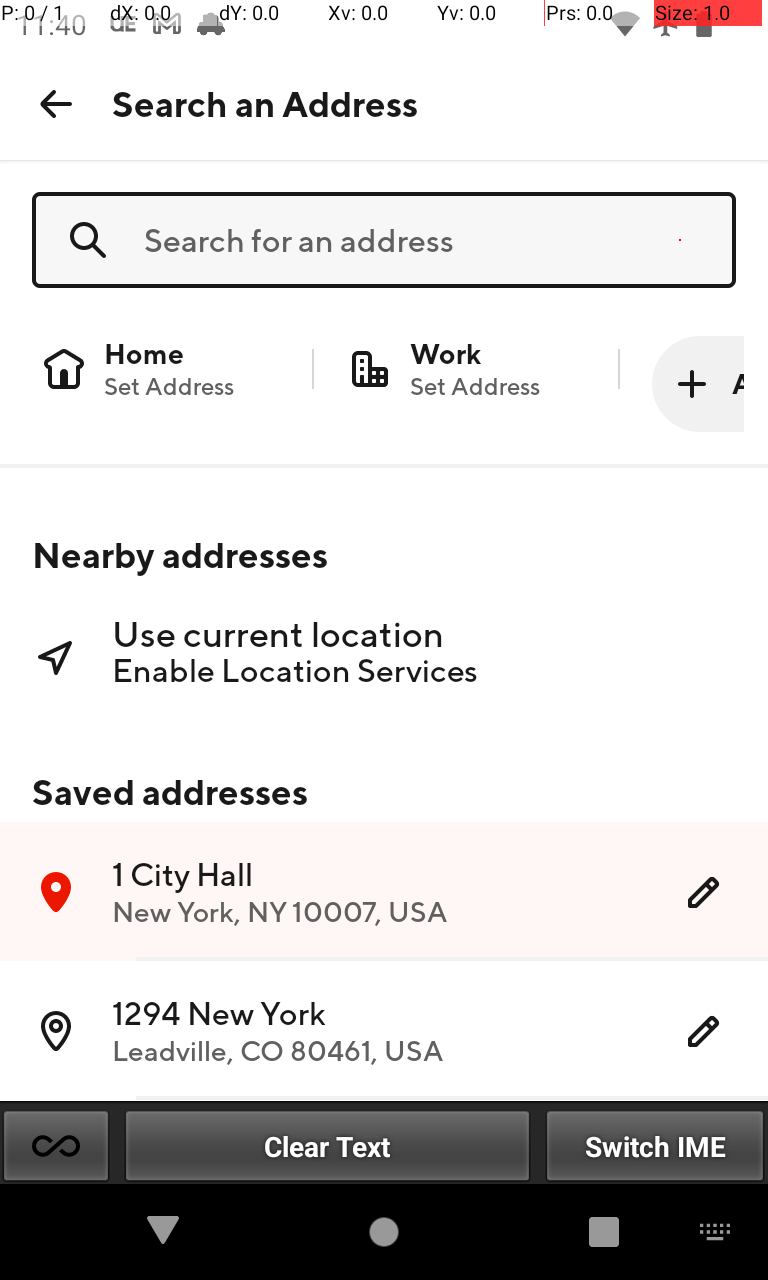 P: 0 / 1 dX: 0.0 dY: 0.0 Xv: 0.0 Yv: 0.0 Prs: 0.0 Size: 1.0
11:40 UE
Search an Address
Search for an address
Home
Set Address
Work
Set Address
Nearby addresses
Use current location
Enable Location Services
Saved addresses
1 City Hall
New York, NY 10007, USA
1294 New York
Leadville, CO 80461, USA
Clear Text
Switch IME